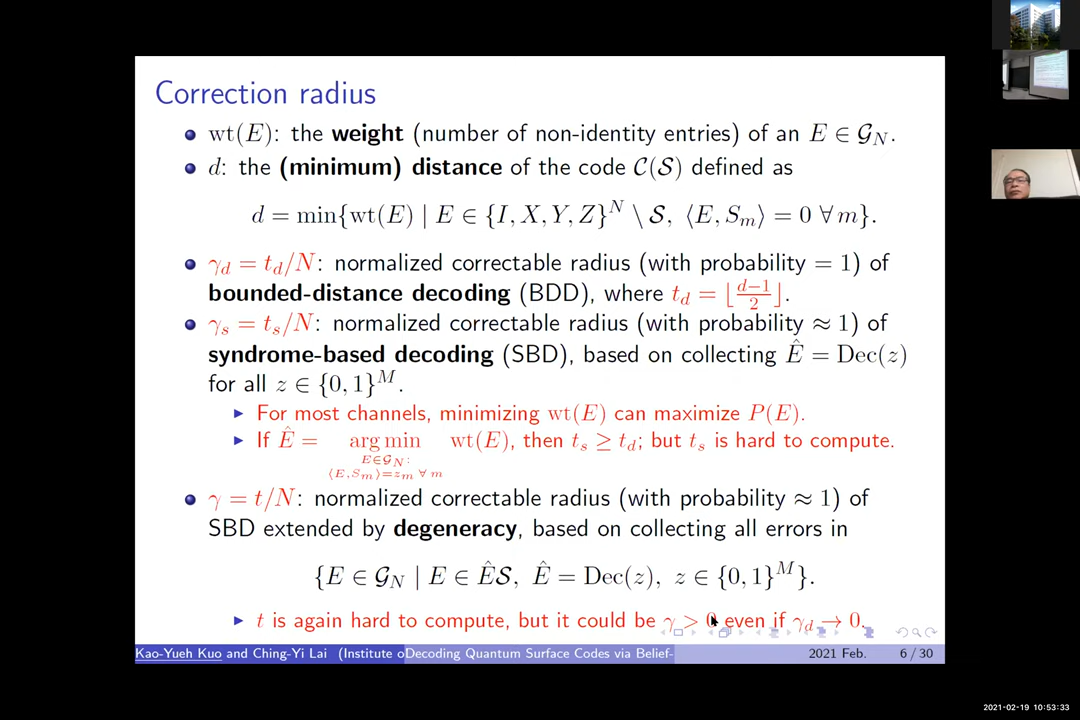 Correction radius
wt(E): the weight (number of non-identity entries) of an E ∈ 𝒢_N.
d: the (minimum) distance of the code 𝒞(𝒮) defined as
d = min{wt(E) | E ∈ {I, X, Y, Z}^N \ 𝒮, ⟨E, S_m⟩ = 0 ∀ m}.
γ_d = t_d/N: normalized correctable radius (with probability = 1) of
bounded-distance decoding (BDD), where t_d = ⌊(d−1)/2⌋.
γ_s = t_s/N: normalized correctable radius (with probability ≈ 1) of
syndrome-based decoding (SBD), based on collecting Ê = Dec(z)
for all z ∈ {0, 1}^M.
▶ For most channels, minimizing wt(E) can maximize P(E).
▶ If Ê = arg min wt(E), then t_s ≥ t_d; but t_s is hard to compute.
E∈𝒢_N:
⟨E,S_m⟩=z_m ∀ m
γ = t/N: normalized correctable radius (with probability ≈ 1) of
SBD extended by degeneracy, based on collecting all errors in
{E ∈ 𝒢_N | E ∈ Ê𝒮, Ê = Dec(z), z ∈ {0, 1}^M}.
▶ t is again hard to compute, but it could be γ > 0 even if γ_d → 0.
Kao-Yueh Kuo and Ching-Yi Lai (Institute o Decoding Quantum Surface Codes via Belief- 2021 Feb. 6 / 30
2021-02-19 10:53:33